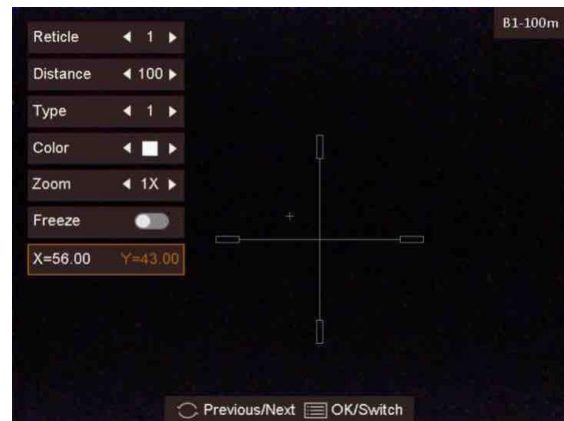 B1-100m
Reticle 1
Distance 100
Type 1
Color
Zoom 1X
Freeze
X=56.00 Y=43.00
Previous/Next OK/Switch